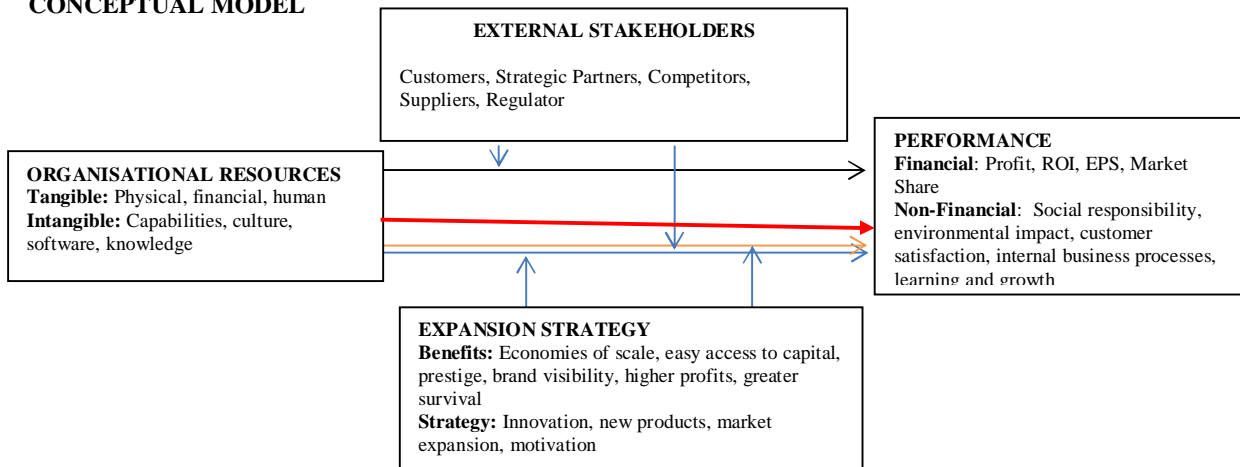 CONCEPTUAL MODEL
EXTERNAL STAKEHOLDERS
Customers, Strategic Partners, Competitors,
Suppliers, Regulator
ORGANISATIONAL RESOURCES
Tangible: Physical, financial, human
Intangible: Capabilities, culture,
software, knowledge
PERFORMANCE
Financial: Profit, ROI, EPS, Market
Share
Non-Financial: Social responsibility,
environmental impact, customer
satisfaction, internal business processes,
learning and growth
EXPANSION STRATEGY
Benefits: Economies of scale, easy access to capital,
prestige, brand visibility, higher profits, greater
survival
Strategy: Innovation, new products, market
expansion, motivation